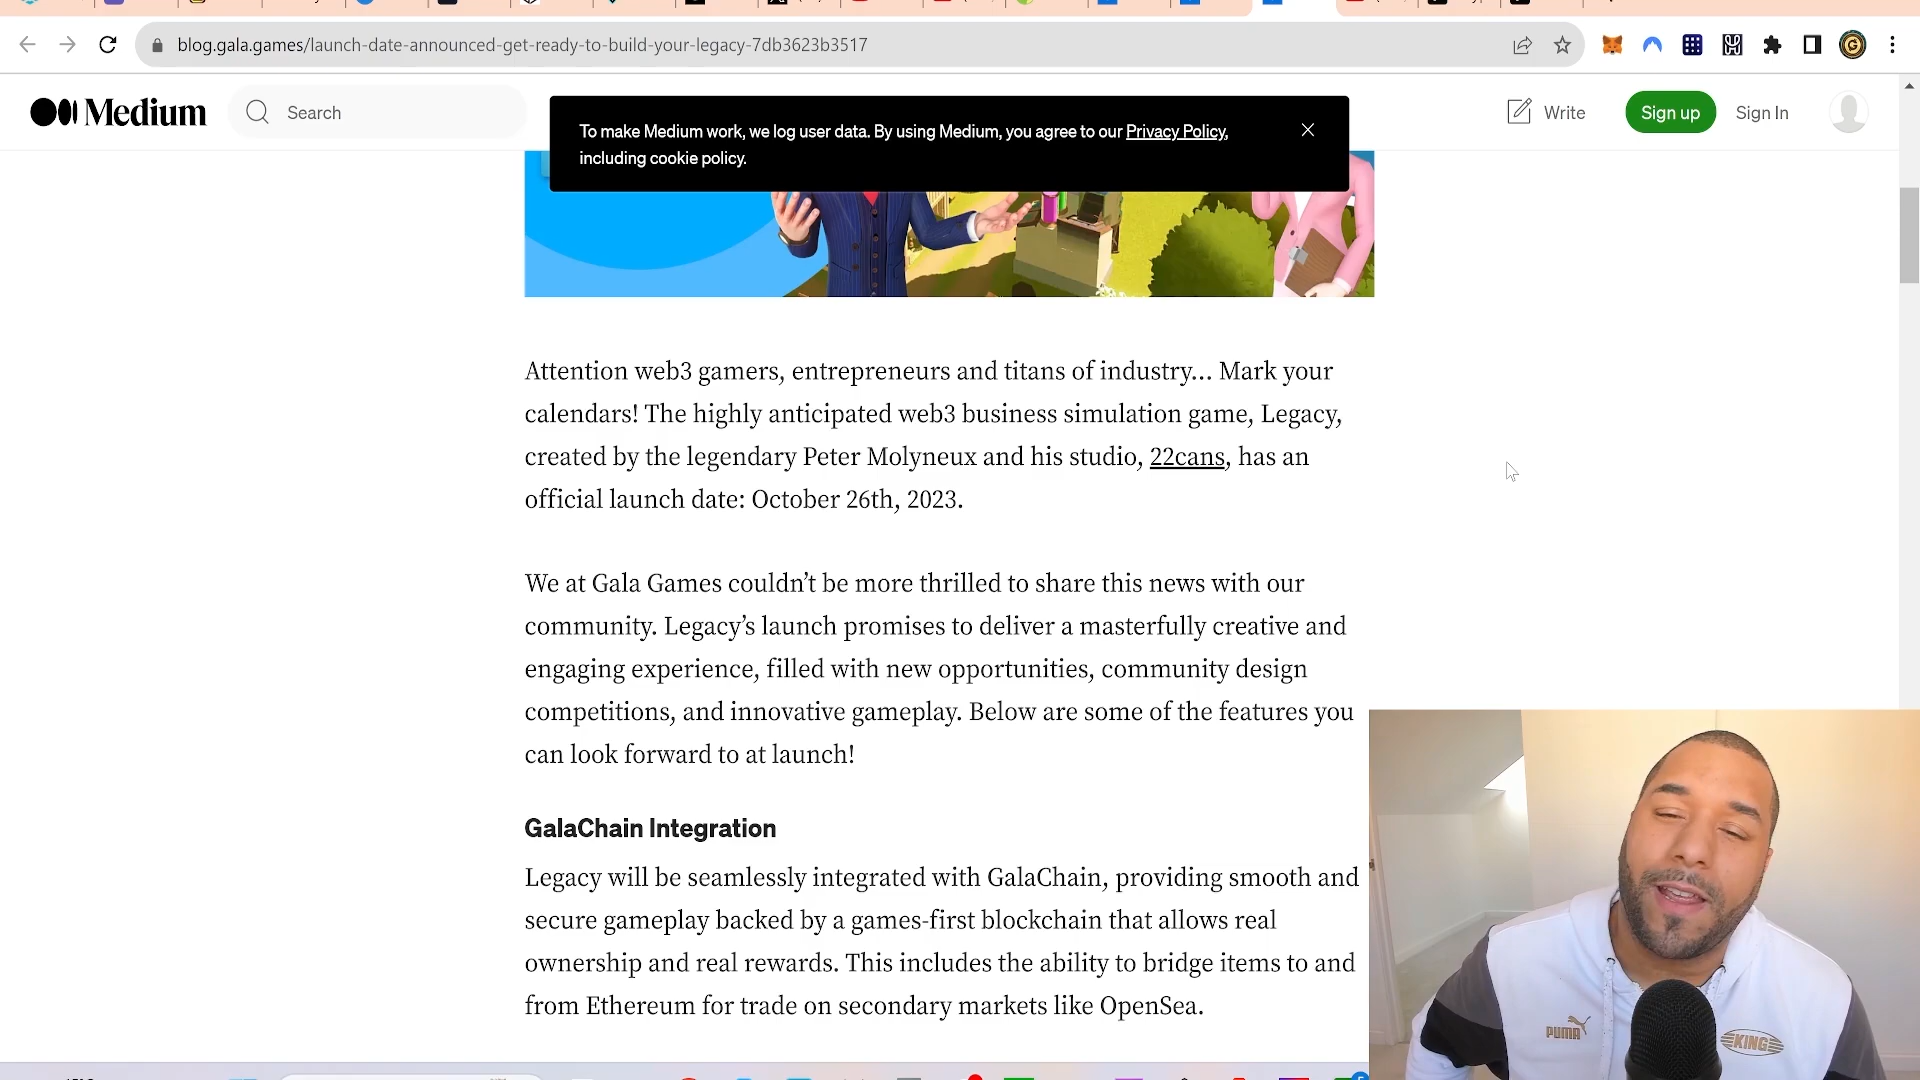 blog.gala.games/launch-date-announced-get-ready-to-build-your-legacy-7db3623b3517
Medium
Search
To make Medium work, we log user data. By using Medium, you agree to our Privacy Policy,
including cookie policy.
Write
Sign up
Sign In
Attention web3 gamers, entrepreneurs and titans of industry… Mark your
calendars! The highly anticipated web3 business simulation game, Legacy,
created by the legendary Peter Molyneux and his studio, 22cans, has an
official launch date: October 26th, 2023.
We at Gala Games couldn’t be more thrilled to share this news with our
community. Legacy’s launch promises to deliver a masterfully creative and
engaging experience, filled with new opportunities, community design
competitions, and innovative gameplay. Below are some of the features you
can look forward to at launch!
GalaChain Integration
Legacy will be seamlessly integrated with GalaChain, providing smooth and
secure gameplay backed by a games-first blockchain that allows real
ownership and real rewards. This includes the ability to bridge items to and
from Ethereum for trade on secondary markets like OpenSea.
PUMA
KING